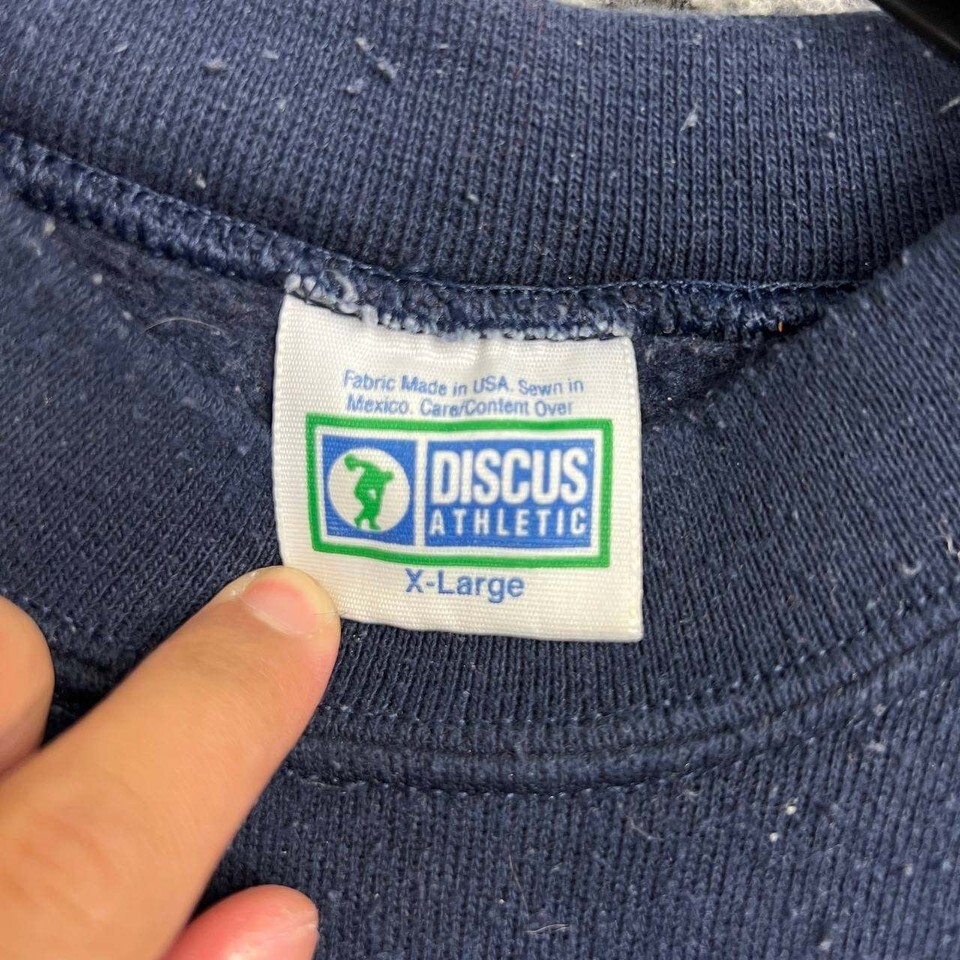 Fabric Made in USA. Sewn in
Mexico. Care/Content Over
DISCUS
ATHLETIC
X-Large